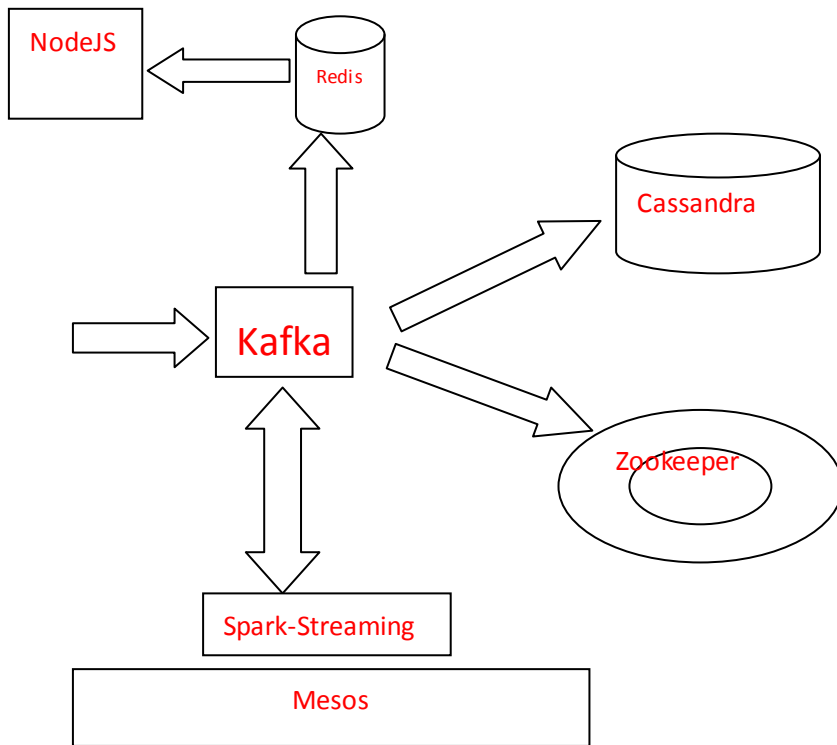 NodeJS
Redis
Cassandra
Kafka
Zookeeper
Spark-Streaming
Mesos